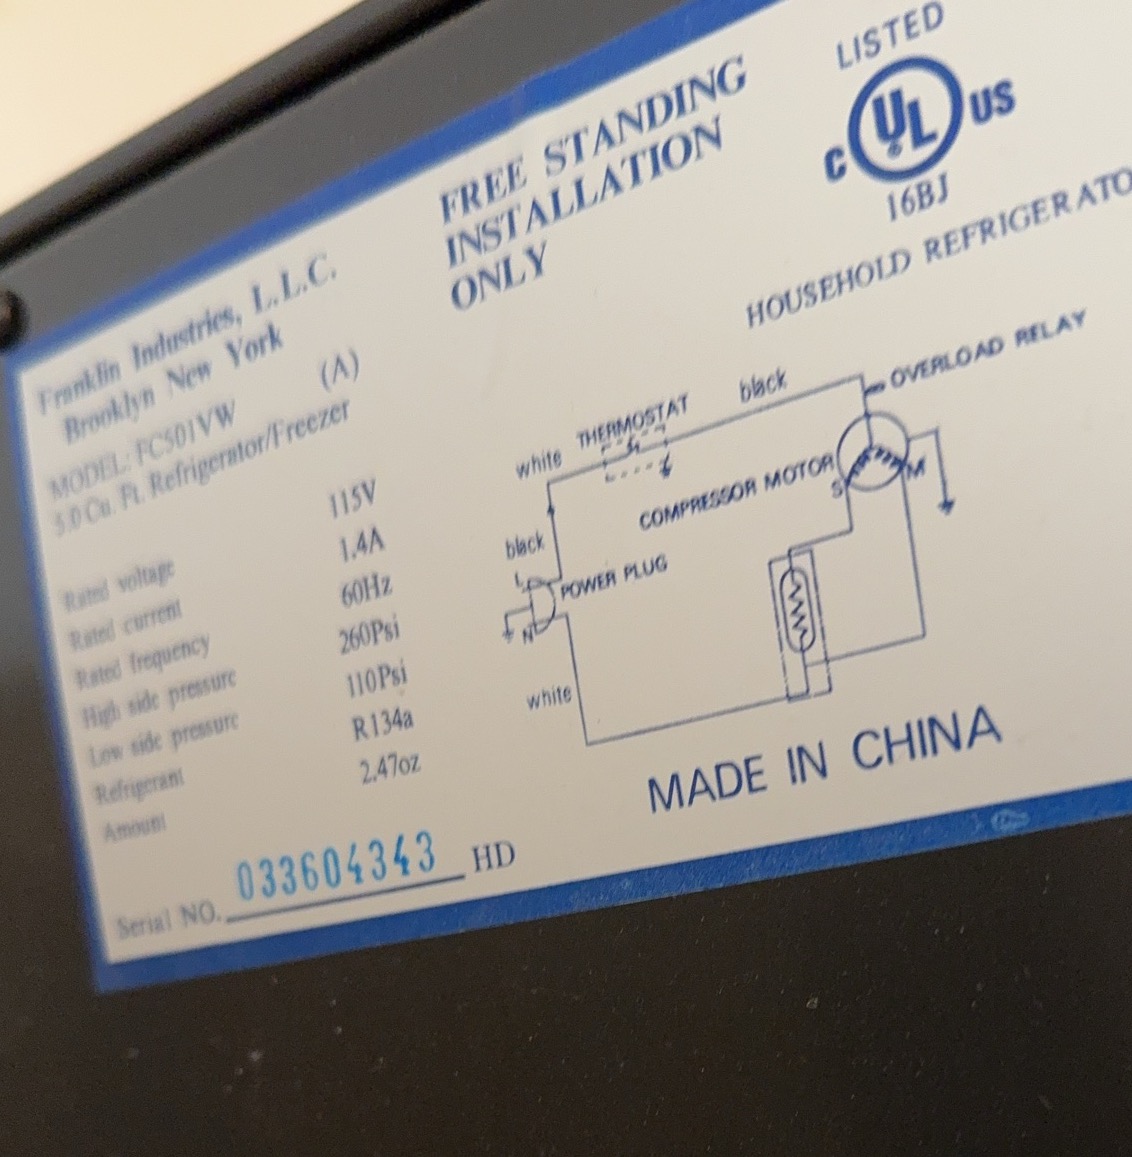 Franklin Industries, L.L.C.
Brooklyn New York
MODEL: FC501VW (A)
5.0 Cu. Ft. Refrigerator/Freezer
Rated voltage 115V
Rated current 1.4A
Rated frequency 60Hz
High side pressure 260Psi
Low side pressure 110Psi
Refrigerant R134a
Amount 2.47oz
Serial NO. 033604343 HD
FREE STANDING
INSTALLATION
ONLY
LISTED
C UL US
®
16BJ
HOUSEHOLD REFRIGERATO
OVERLOAD RELAY
black
THERMOSTAT
white
COMPRESSOR MOTOR
S M
black
L
POWER PLUG
N
white
MADE IN CHINA